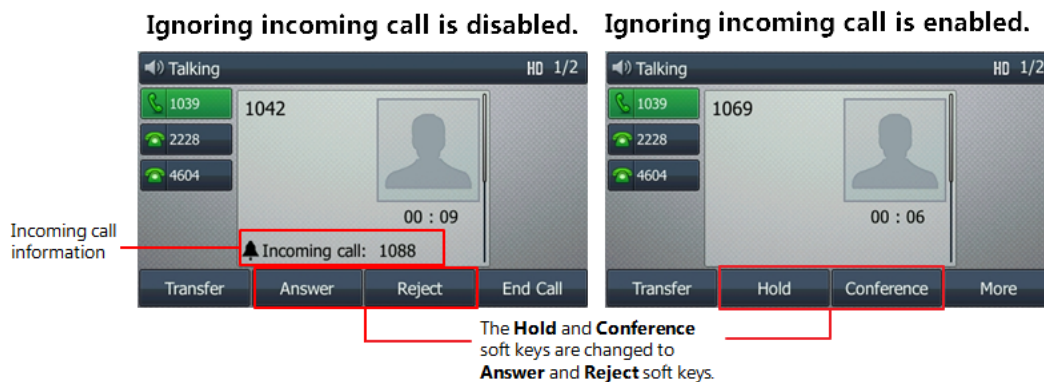 Ignoring incoming call is disabled.
Ignoring incoming call is enabled.
Talking
HD 1/2
1039
1042
2228
4604
00 : 09
Incoming call: 1088
Transfer
Answer
Reject
End Call
Talking
HD 1/2
1039
1069
2228
4604
00 : 06
Transfer
Hold
Conference
More
Incoming call
information
The Hold and Conference
soft keys are changed to
Answer and Reject soft keys.